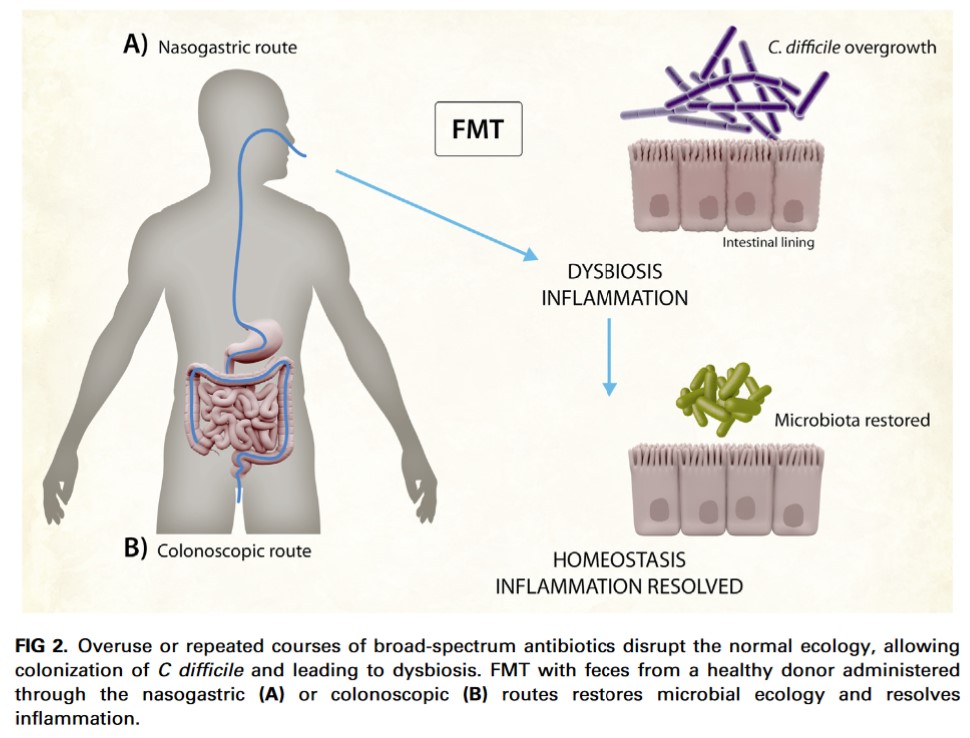 A) Nasogastric route
FMT
C. difficile overgrowth
Intestinal lining
DYSBIOSIS
INFLAMMATION
Microbiota restored
B) Colonoscopic route
HOMEOSTASIS
INFLAMMATION RESOLVED
FIG 2. Overuse or repeated courses of broad-spectrum antibiotics disrupt the normal ecology, allowing
colonization of C difficile and leading to dysbiosis. FMT with feces from a healthy donor administered
through the nasogastric (A) or colonoscopic (B) routes restores microbial ecology and resolves
inflammation.